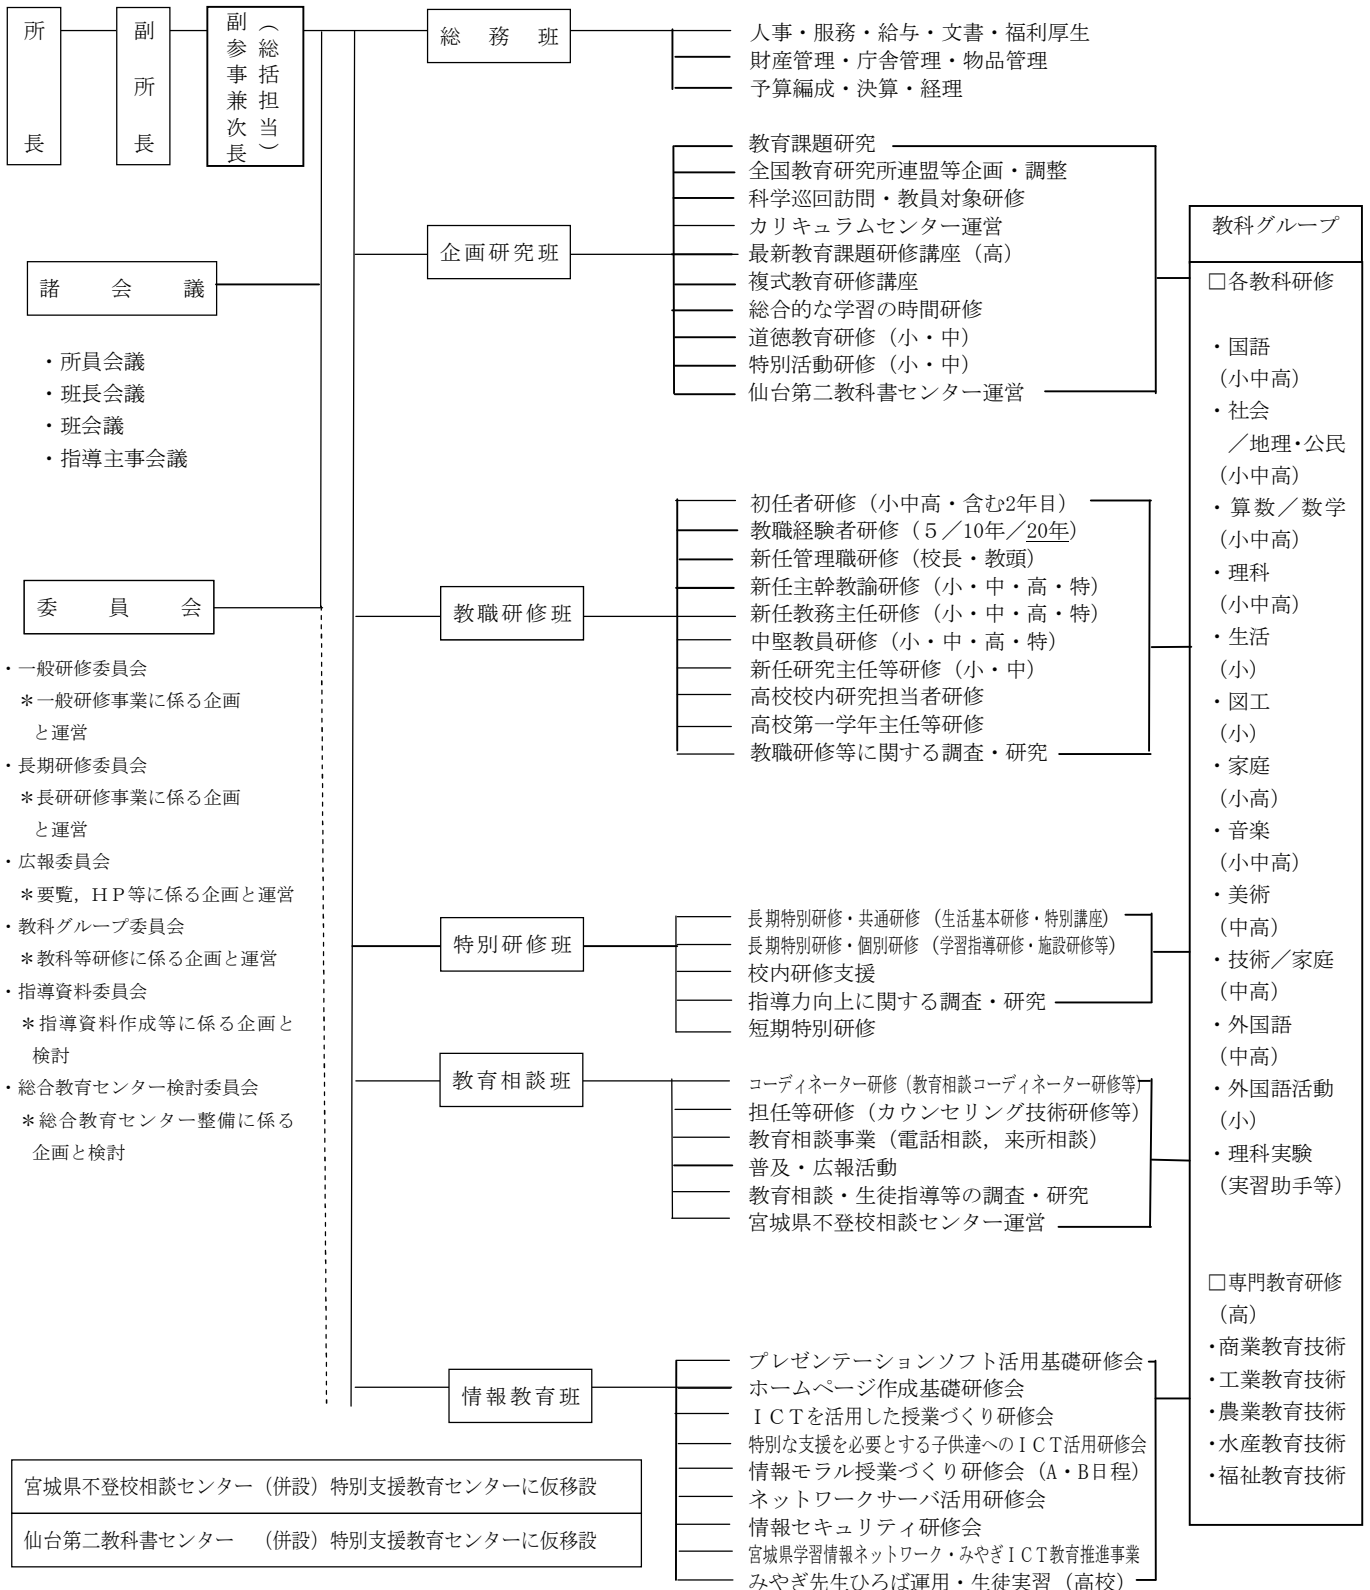 所長
副所長
副参事兼次長
（総括担当）
総務班
人事・服務・給与・文書・福利厚生
財産管理・庁舎管理・物品管理
予算編成・決算・経理
諸会議
・所員会議
・班長会議
・班会議
・指導主事会議
委員会
・一般研修委員会
＊一般研修事業に係る企画
と運営
・長期研修委員会
＊長研研修事業に係る企画
と運営
・広報委員会
＊要覧，ＨＰ等に係る企画と運営
・教科グループ委員会
＊教科等研修に係る企画と運営
・指導資料委員会
＊指導資料作成等に係る企画と
検討
・総合教育センター検討委員会
＊総合教育センター整備に係る
企画と検討
企画研究班
教育課題研究
全国教育研究所連盟等企画・調整
科学巡回訪問・教員対象研修
カリキュラムセンター運営
最新教育課題研修講座（高）
複式教育研修講座
総合的な学習の時間研修
道徳教育研修（小・中）
特別活動研修（小・中）
仙台第二教科書センター運営
教職研修班
初任者研修（小中高・含む2年目）
教職経験者研修（５／10年／20年）
新任管理職研修（校長・教頭）
新任主幹教諭研修（小・中・高・特）
新任教務主任研修（小・中・高・特）
中堅教員研修（小・中・高・特）
新任研究主任等研修（小・中）
高校校内研究担当者研修
高校第一学年主任等研修
教職研修等に関する調査・研究
特別研修班
長期特別研修・共通研修（生活基本研修・特別講座）
長期特別研修・個別研修（学習指導研修・施設研修等）
校内研修支援
指導力向上に関する調査・研究
短期特別研修
教育相談班
コーディネーター研修（教育相談コーディネーター研修等）
担任等研修（カウンセリング技術研修等）
教育相談事業（電話相談，来所相談）
普及・広報活動
教育相談・生徒指導等の調査・研究
宮城県不登校相談センター運営
情報教育班
プレゼンテーションソフト活用基礎研修会
ホームページ作成基礎研修会
ＩＣＴを活用した授業づくり研修会
特別な支援を必要とする子供達へのＩＣＴ活用研修会
情報モラル授業づくり研修会（A・B日程）
ネットワークサーバ活用研修会
情報セキュリティ研修会
宮城県学習情報ネットワーク・みやぎＩＣＴ教育推進事業
みやぎ先生ひろば運用・生徒実習（高校）
教科グループ
□各教科研修
・国語
（小中高）
・社会
／地理・公民
（小中高）
・算数／数学
（小中高）
・理科
（小中高）
・生活
（小）
・図工
（小）
・家庭
（小高）
・音楽
（小中高）
・美術
（中高）
・技術／家庭
（中高）
・外国語
（中高）
・外国語活動
（小）
・理科実験
（実習助手等）
□専門教育研修
（高）
・商業教育技術
・工業教育技術
・農業教育技術
・水産教育技術
・福祉教育技術
宮城県不登校相談センター（併設）特別支援教育センターに仮移設
仙台第二教科書センター　（併設）特別支援教育センターに仮移設